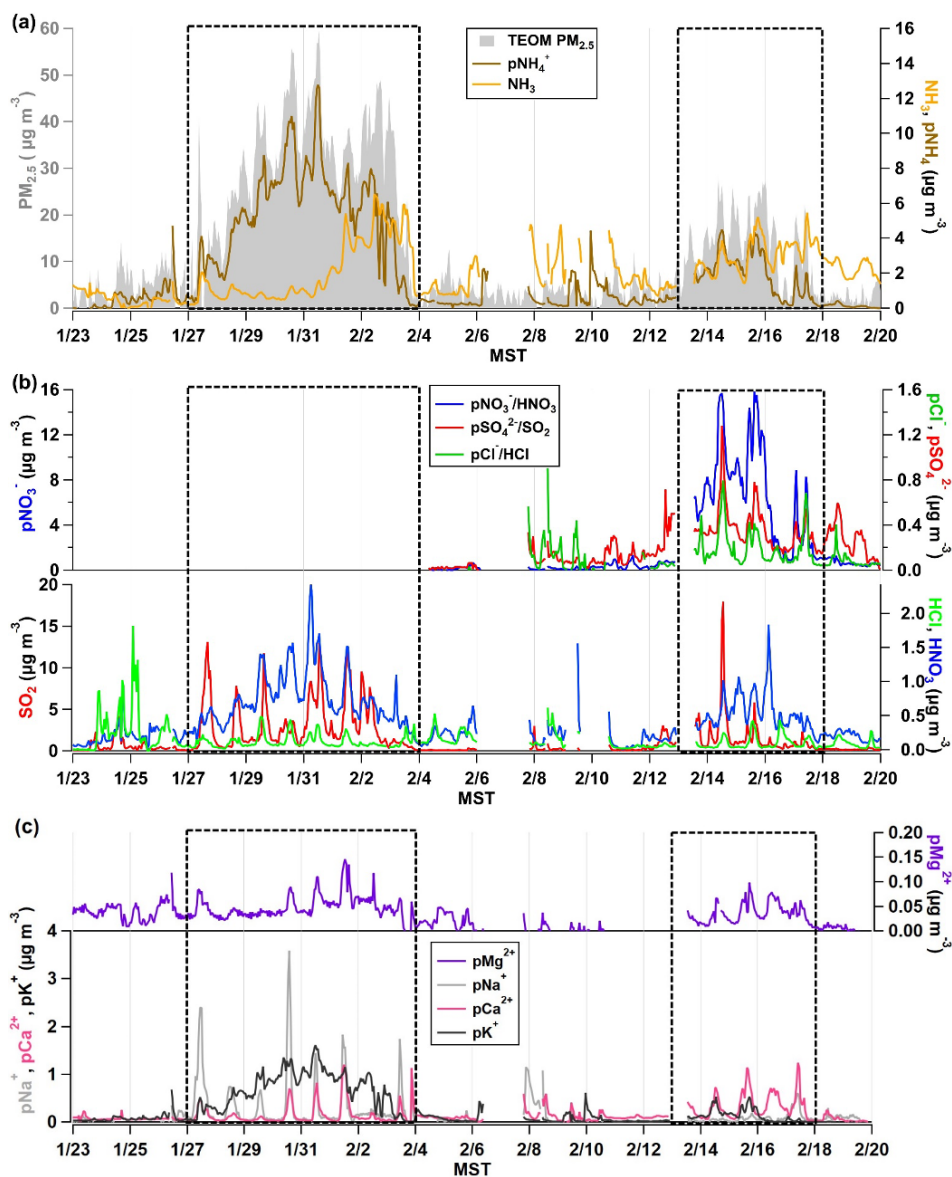 (a)
60
50
40
30
20
10
0
PM2.5 ( µg m-3)
TEOM PM2.5
pNH4+
NH3
16
14
12
10
8
6
4
2
0
NH3, pNH4 (µg m-3)
1/23 1/25 1/27 1/29 1/31 2/2 2/4 2/6 2/8 2/10 2/12 2/14 2/16 2/18 2/20
MST
(b)
16
12
8
4
0
pNO3- (µg m-3)
pNO3-/HNO3
pSO42-/SO2
pCl-/HCl
1.6
1.2
0.8
0.4
0.0
pCl-, pSO42- (µg m-3)
20
15
10
5
0
SO2 (µg m-3)
2.0
1.5
1.0
0.5
0.0
HCl, HNO3 (µg m-3)
1/23 1/25 1/27 1/29 1/31 2/2 2/4 2/6 2/8 2/10 2/12 2/14 2/16 2/18 2/20
MST
(c)
0.20
0.15
0.10
0.05
0.00
pMg2+ (µg m-3)
4
3
2
1
0
pNa+, pCa2+, pK+ (µg m-3)
pMg2+
pNa+
pCa2+
pK+
1/23 1/25 1/27 1/29 1/31 2/2 2/4 2/6 2/8 2/10 2/12 2/14 2/16 2/18 2/20
MST